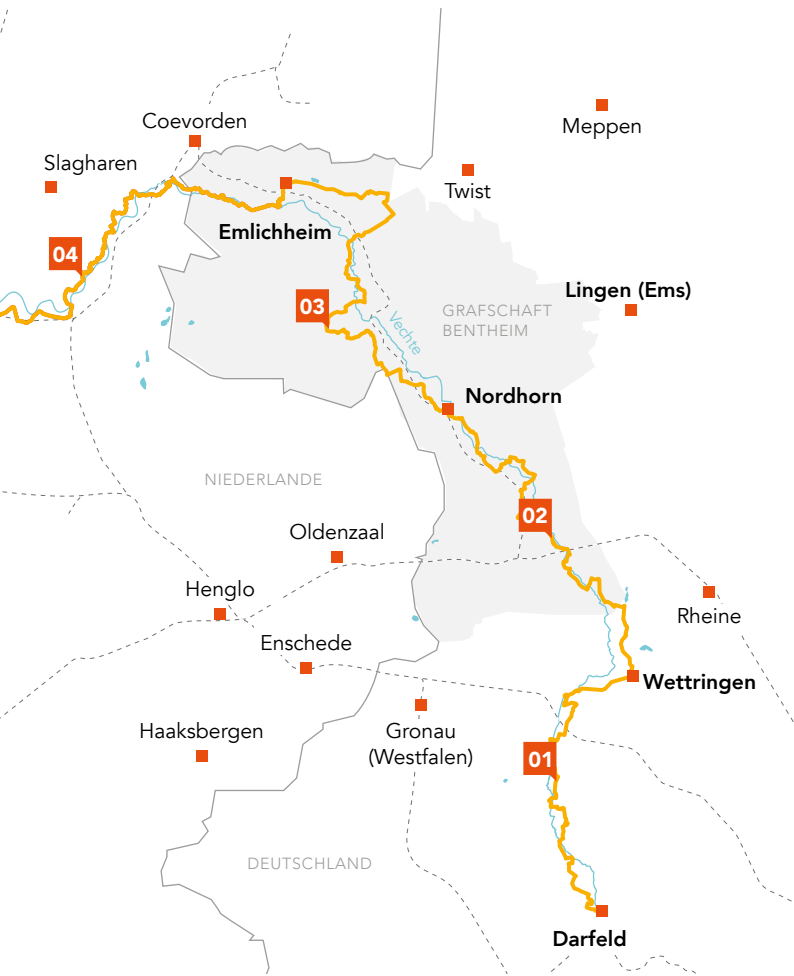 Coevorden
Meppen
Slagharen
Twist
Emlichheim
04
Lingen (Ems)
03
GRAFSCHAFT
BENTHEIM
Vechte
Nordhorn
NIEDERLANDE
02
Oldenzaal
Henglo
Rheine
Enschede
Wettringen
Haaksbergen
Gronau
(Westfalen)
01
DEUTSCHLAND
Darfeld